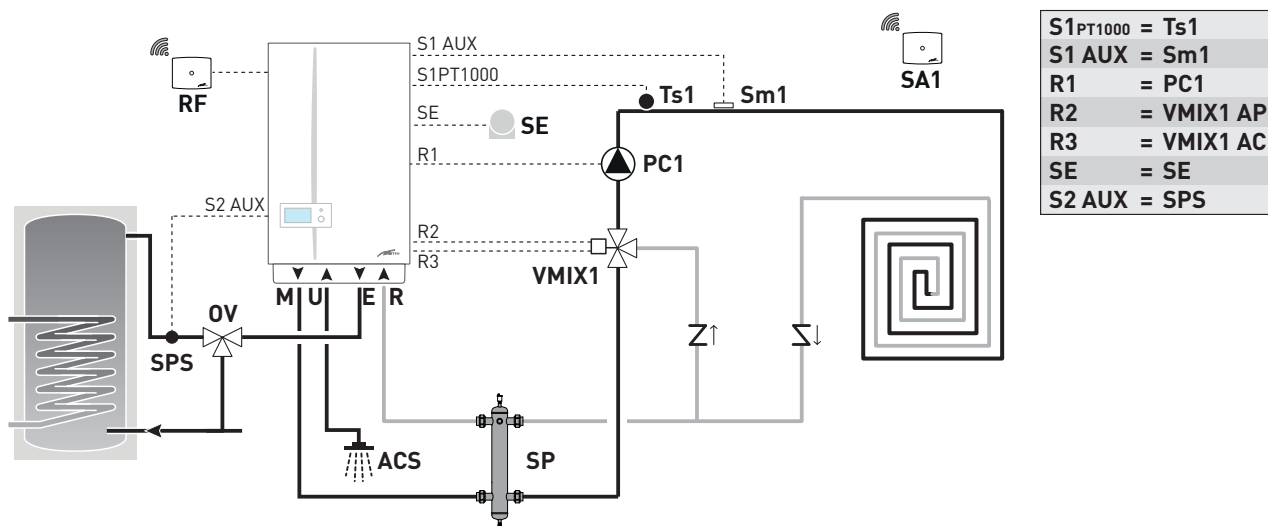 S1 AUX
S1PT1000
SE
R1
R2
R3
S2 AUX
RF
SE
Ts1
Sm1
SA1
PC1
VMIX1
M U E R
OV
SPS
ACS
SP
S1PT1000 = Ts1
S1 AUX = Sm1
R1 = PC1
R2 = VMIX1 AP
R3 = VMIX1 AC
SE = SE
S2 AUX = SPS